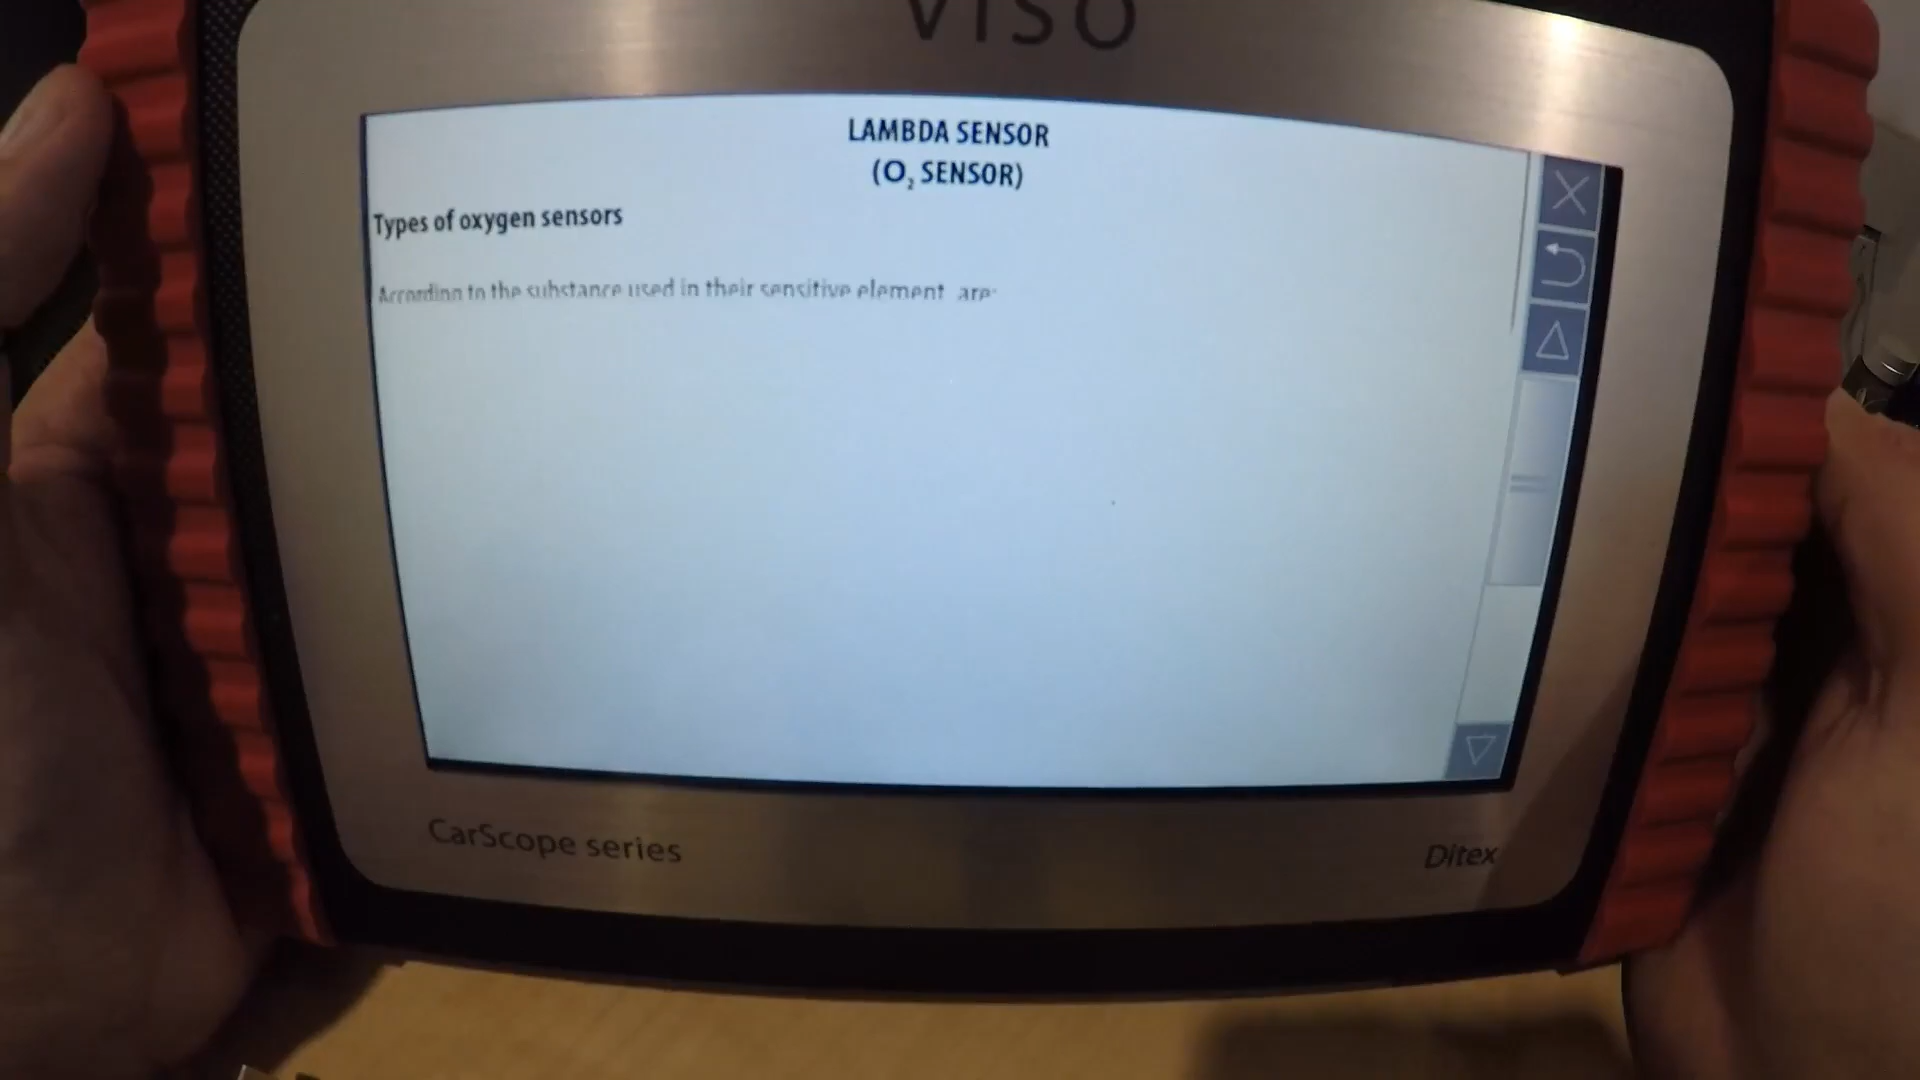 VISO
LAMBDA SENSOR
(O₂ SENSOR)
Types of oxygen sensors
According to the substance used in their sensitive element are:
CarScope series
Ditex